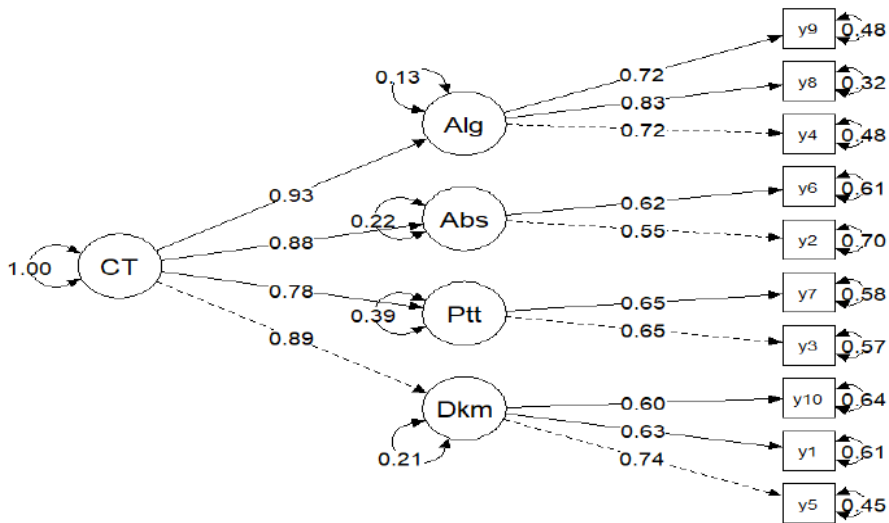 y9 0.48
0.72
0.13
y8 0.32
0.83
Alg
0.72
y4 0.48
0.93
y6 0.61
0.62
0.22 Abs
0.88
0.55
y2 0.70
1.00 CT
0.78
y7 0.58
0.65
0.39 Ptt
0.65
y3 0.57
0.89
y10 0.64
0.60
Dkm
0.63
y1 0.61
0.21
0.74
y5 0.45